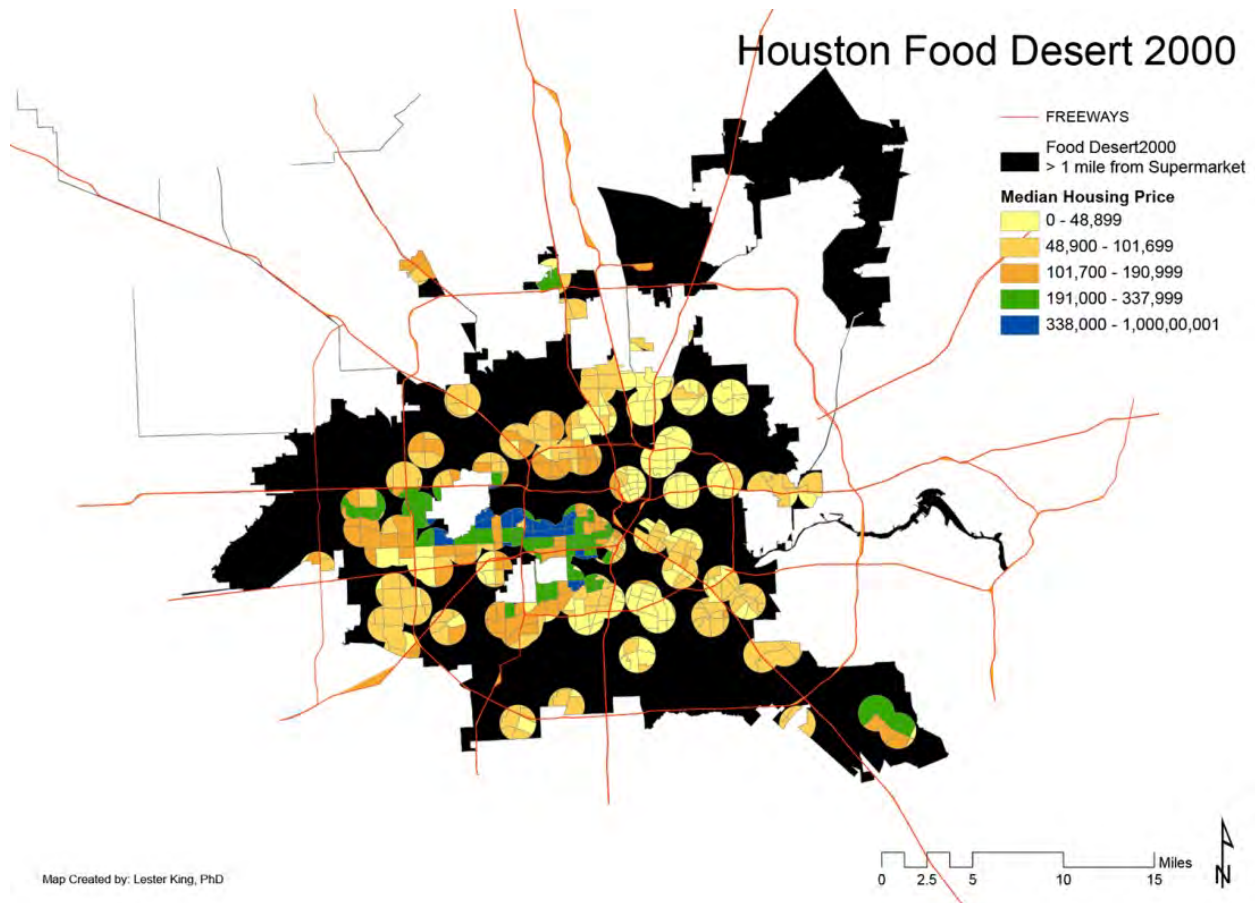 Houston Food Desert 2000
FREEWAYS
Food Desert2000
> 1 mile from Supermarket
Median Housing Price
0 - 48,899
48,900 - 101,699
101,700 - 190,999
191,000 - 337,999
338,000 - 1,000,00,001
Miles
0 2.5 5 10 15
N
Map Created by: Lester King, PhD